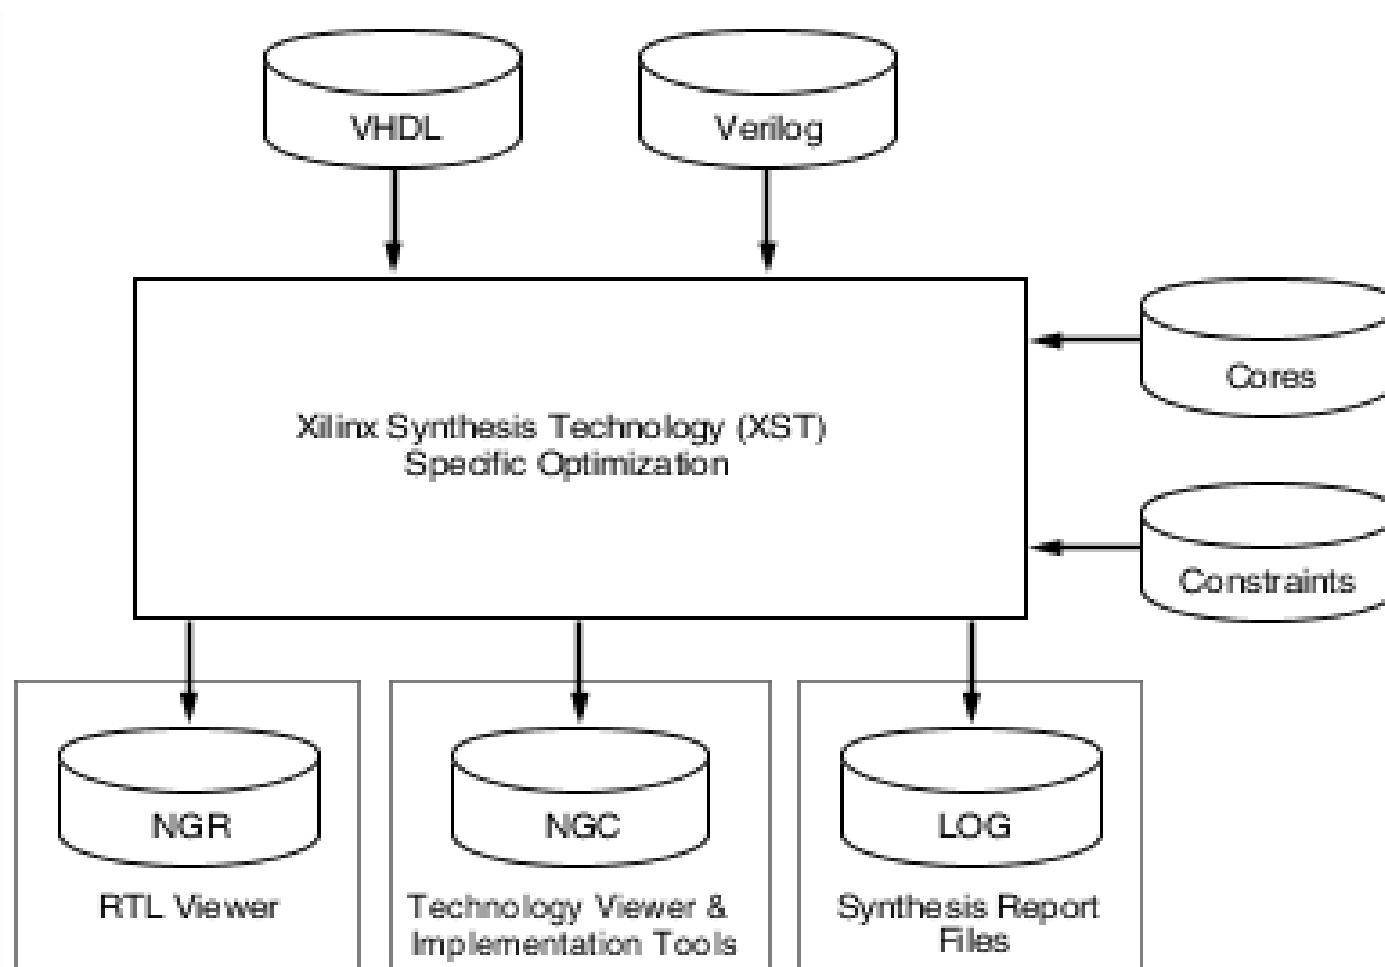 VHDL
Verilog
Cores
Xilinx Synthesis Technology (XST)
Specific Optimization
Constraints
NGR
NGC
LOG
RTL Viewer
Technology Viewer &
Implementation Tools
Synthesis Report
Files